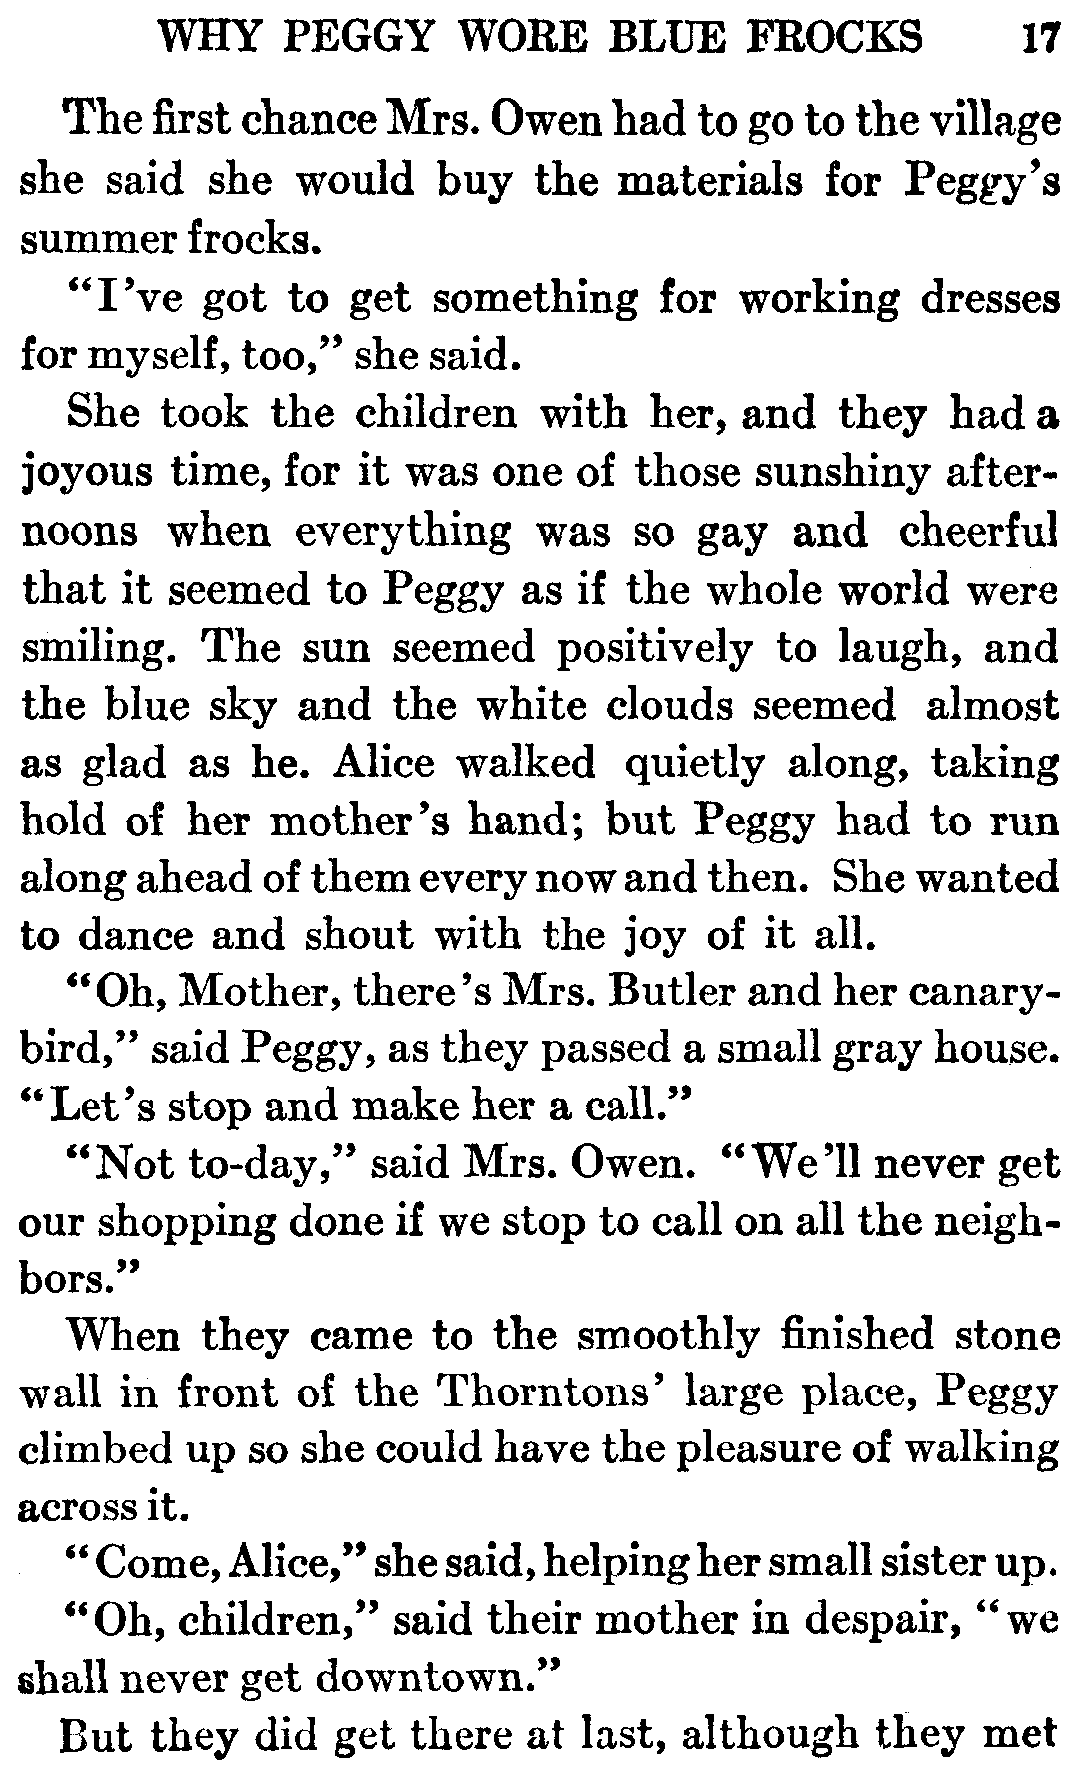 WHY PEGGY WORE BLUE FROCKS 17
The first chance Mrs. Owen had to go to the village
she said she would buy the materials for Peggy's
summer frocks.
"I've got to get something for working dresses
for myself, too," she said.
She took the children with her, and they had a
joyous time, for it was one of those sunshiny after-
noons when everything was so gay and cheerful
that it seemed to Peggy as if the whole world were
smiling. The sun seemed positively to laugh, and
the blue sky and the white clouds seemed almost
as glad as he. Alice walked quietly along, taking
hold of her mother's hand; but Peggy had to run
along ahead of them every now and then. She wanted
to dance and shout with the joy of it all.
"Oh, Mother, there's Mrs. Butler and her canary-
bird," said Peggy, as they passed a small gray house.
"Let's stop and make her a call."
"Not to-day," said Mrs. Owen. "We'll never get
our shopping done if we stop to call on all the neigh-
bors."
When they came to the smoothly finished stone
wall in front of the Thorntons' large place, Peggy
climbed up so she could have the pleasure of walking
across it.
"Come, Alice," she said, helping her small sister up.
"Oh, children," said their mother in despair, "we
shall never get downtown."
But they did get there at last, although they met